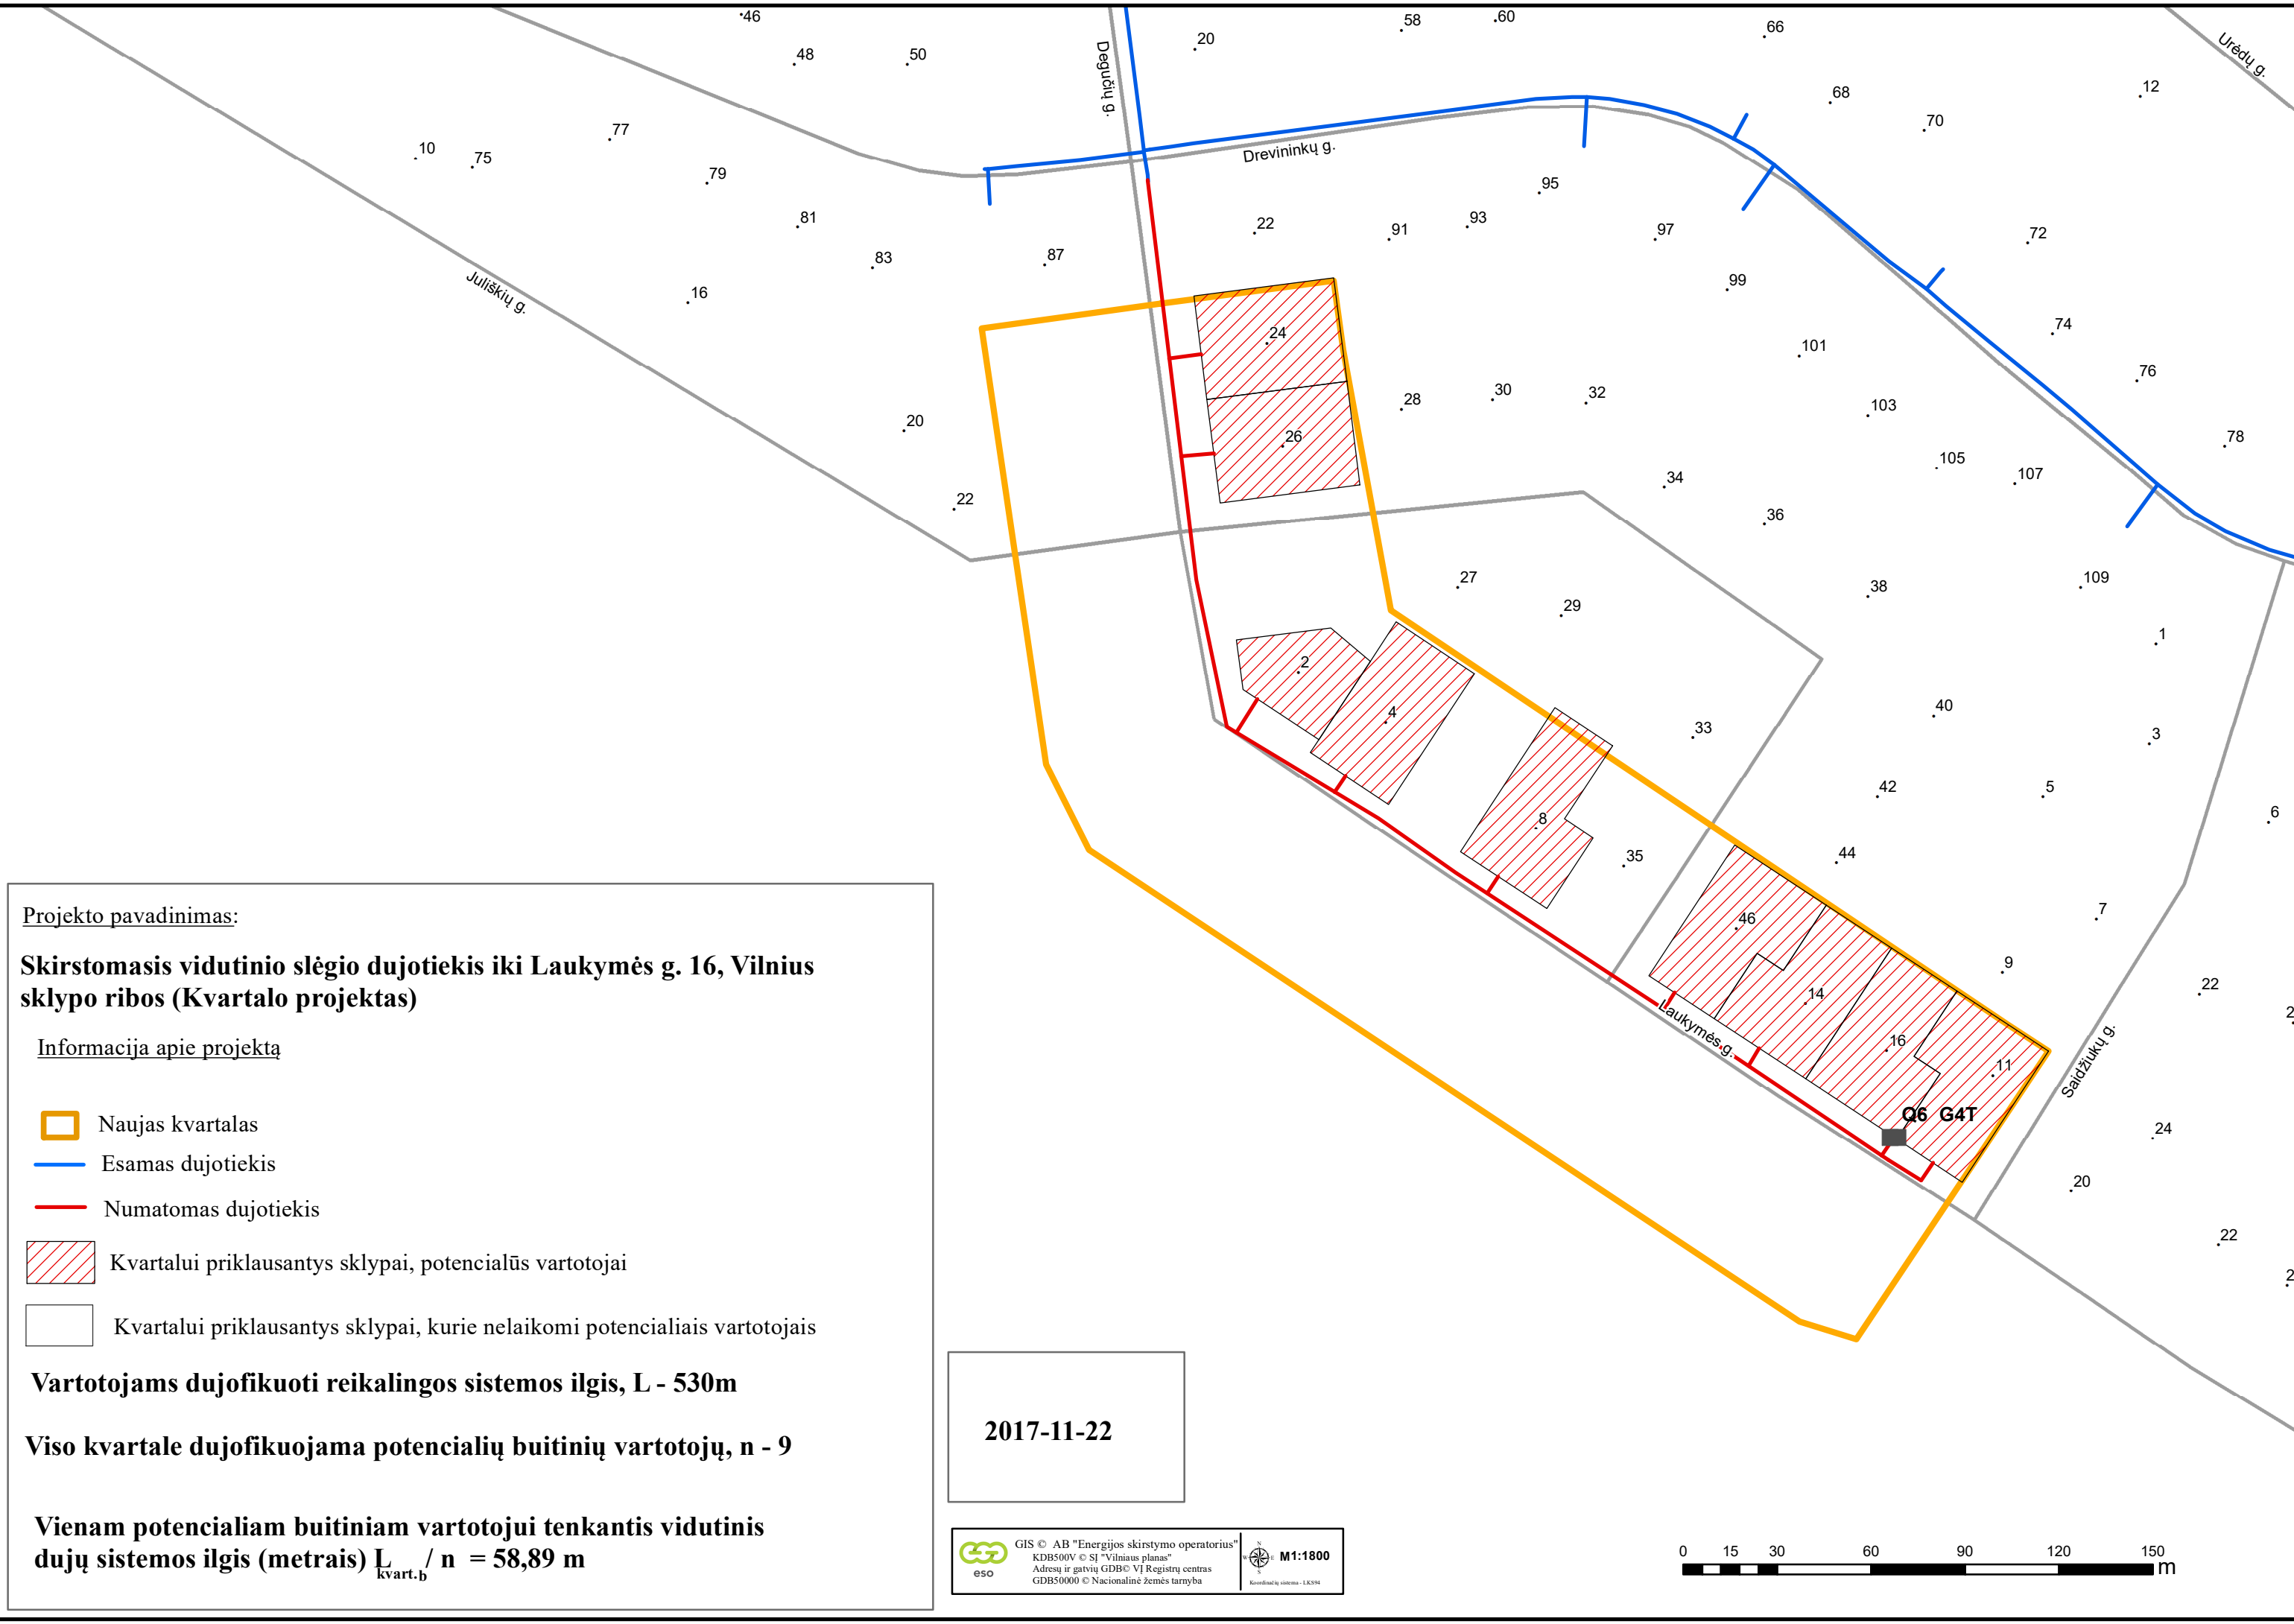 46
48
50
20
58
60
66
68
70
12
Urėdų g.
Degučių g.
Drevininkų g.
10
75
77
79
81
83
87
16
Juliškių g.
22
91
93
95
97
99
101
103
105
107
109
72
74
76
78
24
26
28
30
32
34
36
38
20
22
27
29
33
35
40
42
44
1
3
5
6
7
9
2
4
8
46
14
16
11
Laukymės g.
Saidžiukų g.
Q6 G4T
22
24
20
22
Projekto pavadinimas:
Skirstomasis vidutinio slėgio dujotiekis iki Laukymės g. 16, Vilnius
sklypo ribos (Kvartalo projektas)
Informacija apie projektą
Naujas kvartalas
Esamas dujotiekis
Numatomas dujotiekis
Kvartalui priklausantys sklypai, potencialūs vartotojai
Kvartalui priklausantys sklypai, kurie nelaikomi potencialiais vartotojais
Vartotojams dujofikuoti reikalingos sistemos ilgis, L - 530m
Viso kvartale dujofikuojama potencialių buitinių vartotojų, n - 9
Vienam potencialiam buitiniam vartotojui tenkantis vidutinis
dujų sistemos ilgis (metrais) L kvart.b / n = 58,89 m
2017-11-22
eso
GIS © AB "Energijos skirstymo operatorius"
KDB500V © SĮ "Vilniaus planas"
Adresų ir gatvių GDB© VĮ Registrų centras
GDB50000 © Nacionalinė žemės tarnyba
N
E
S
W
M1:1800
Koordinačių sistema - LKS94
0 15 30 60 90 120 150
m